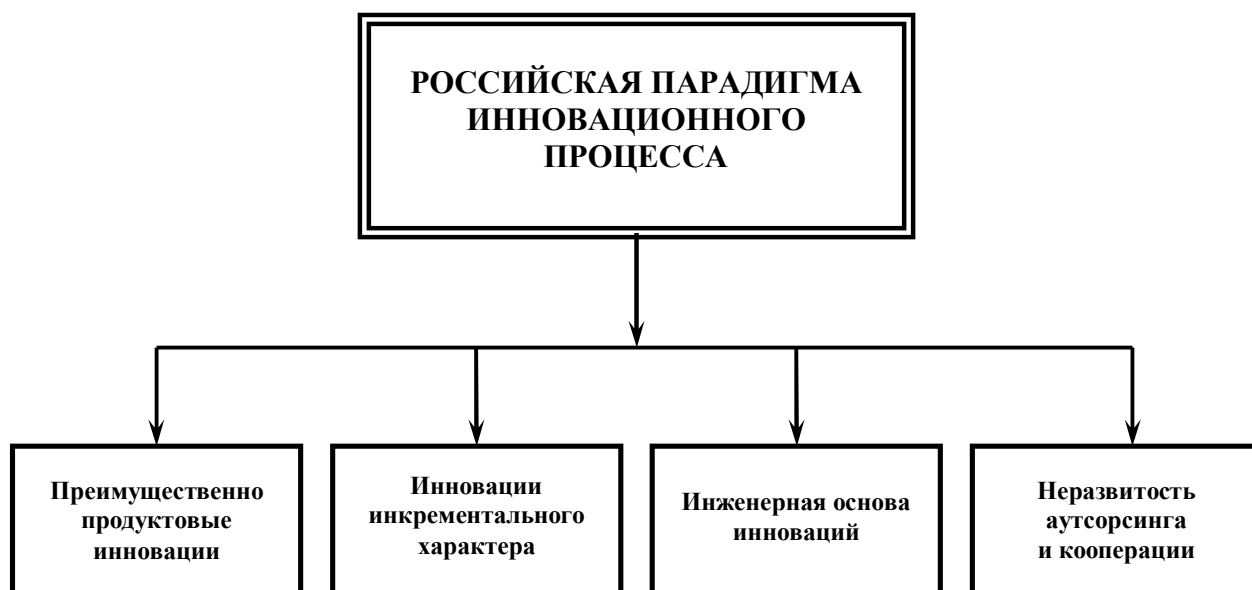 РОССИЙСКАЯ ПАРАДИГМА
ИННОВАЦИОННОГО
ПРОЦЕССА
Преимущественно
продуктовые
инновации
Инновации
инкрементального
характера
Инженерная основа
инноваций
Неразвитость
аутсорсинга
и кооперации